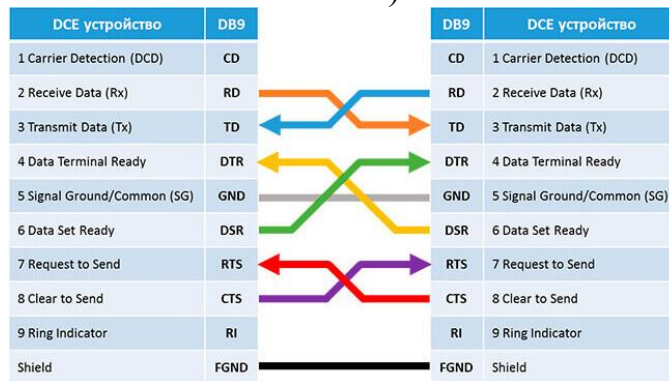 )
DCE устройство DB9 DB9 DCE устройство
1 Carrier Detection (DCD) CD CD 1 Carrier Detection (DCD)
2 Receive Data (Rx) RD RD 2 Receive Data (Rx)
3 Transmit Data (Tx) TD TD 3 Transmit Data (Tx)
4 Data Terminal Ready DTR DTR 4 Data Terminal Ready
5 Signal Ground/Common (SG) GND GND 5 Signal Ground/Common (SG)
6 Data Set Ready DSR DSR 6 Data Set Ready
7 Request to Send RTS RTS 7 Request to Send
8 Clear to Send CTS CTS 8 Clear to Send
9 Ring Indicator RI RI 9 Ring Indicator
Shield FGND FGND Shield